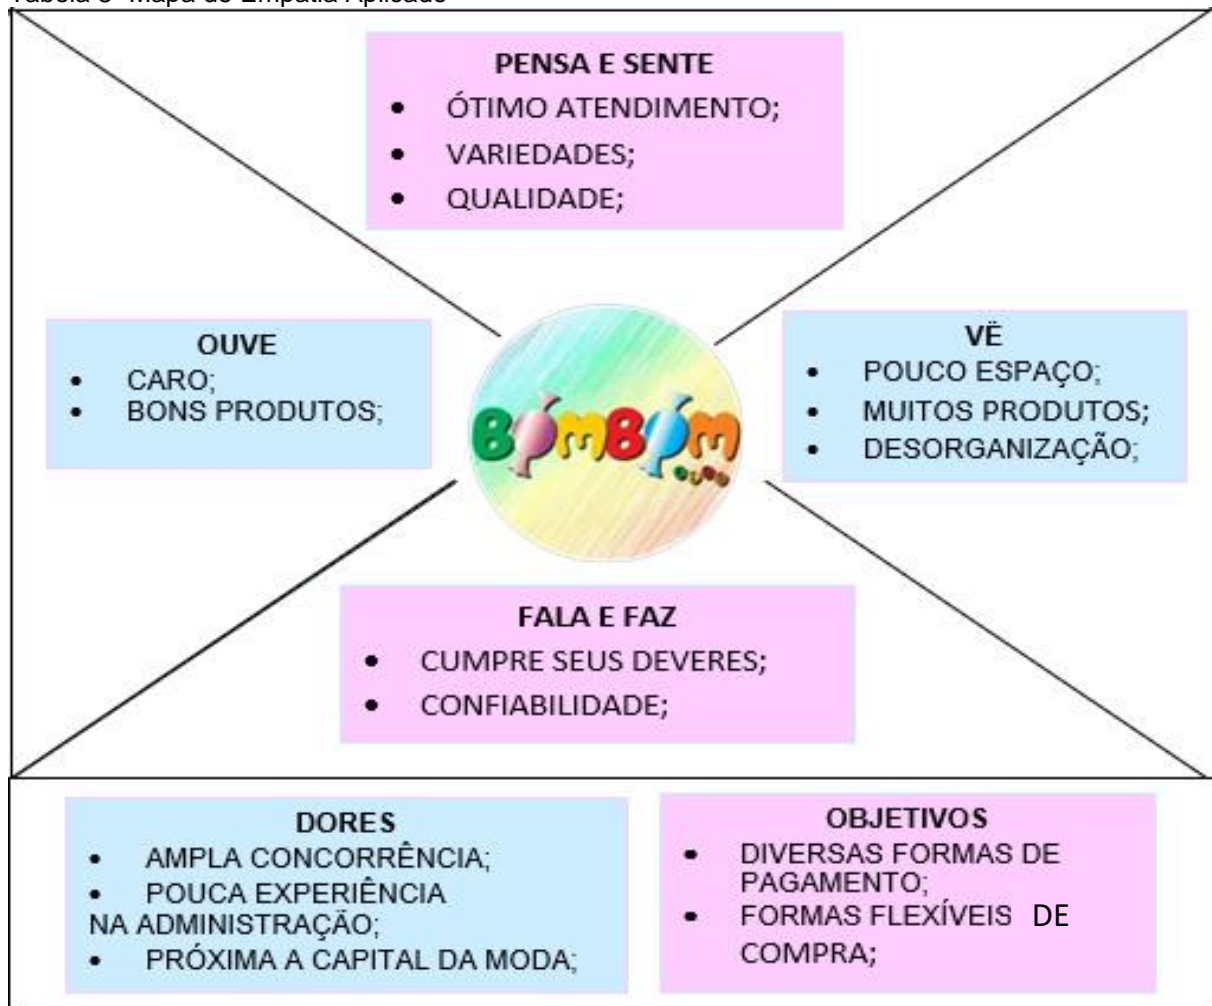 Tabela 3- Mapa de Empatia Aplicado
PENSA E SENTE
• ÓTIMO ATENDIMENTO;
• VARIEDADES;
• QUALIDADE;
OUVE
• CARO;
• BONS PRODUTOS;
VÊ
• POUCO ESPAÇO;
• MUITOS PRODUTOS;
• DESORGANIZAÇÃO;
BOMBOM
FALA E FAZ
• CUMPRE SEUS DEVERES;
• CONFIABILIDADE;
DORES
• AMPLA CONCORRÊNCIA;
• POUCA EXPERIÊNCIA
NA ADMINISTRAÇÃO;
• PRÓXIMA A CAPITAL DA MODA;
OBJETIVOS
• DIVERSAS FORMAS DE
PAGAMENTO;
• FORMAS FLEXÍVEIS DE
COMPRA;